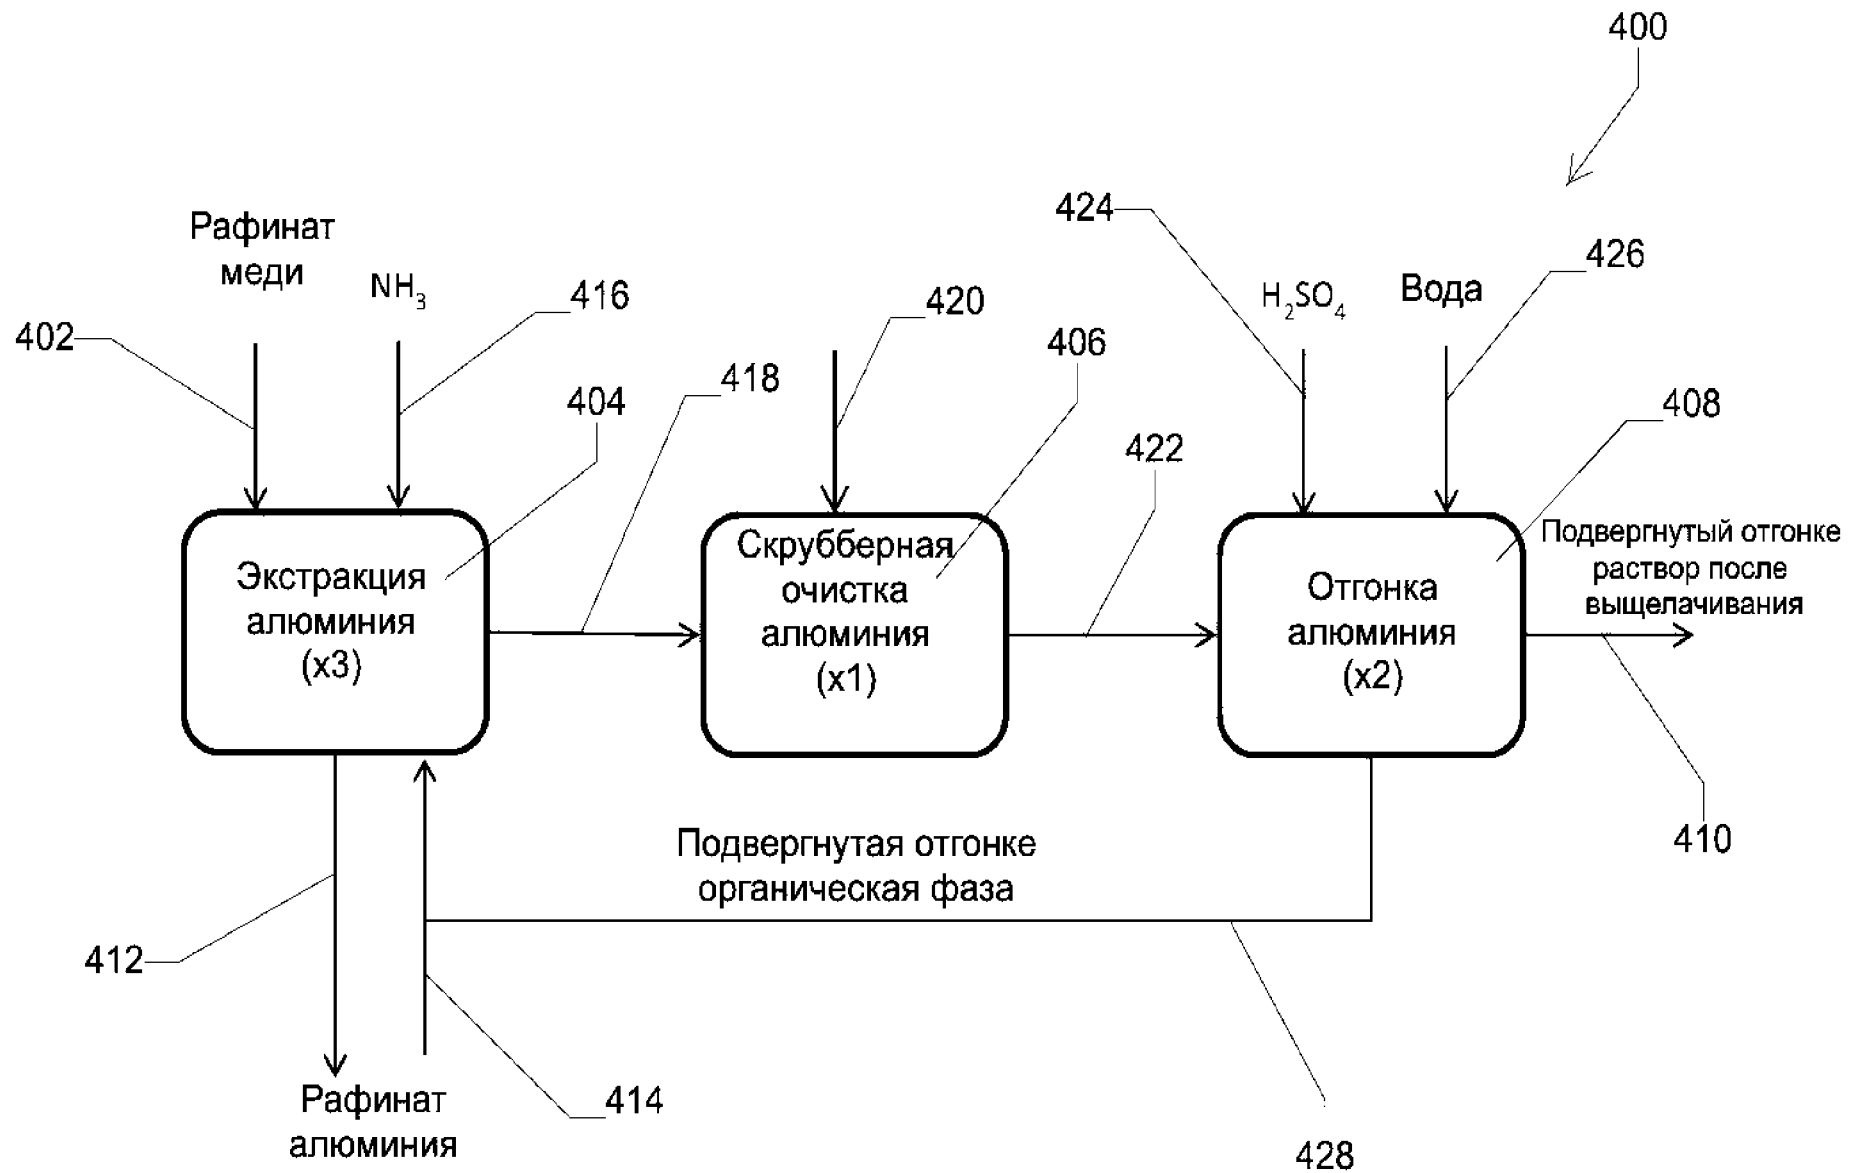 400
424
426
Рафинат
меди
NH3
416
420
H2SO4
Вода
402
404
418
406
422
408
Экстракция
алюминия
(x3)
Скрубберная
очистка
алюминия
(x1)
Отгонка
алюминия
(x2)
Подвергнутый отгонке
раствор после
выщелачивания
410
Подвергнутая отгонке
органическая фаза
412
414
428
Рафинат
алюминия